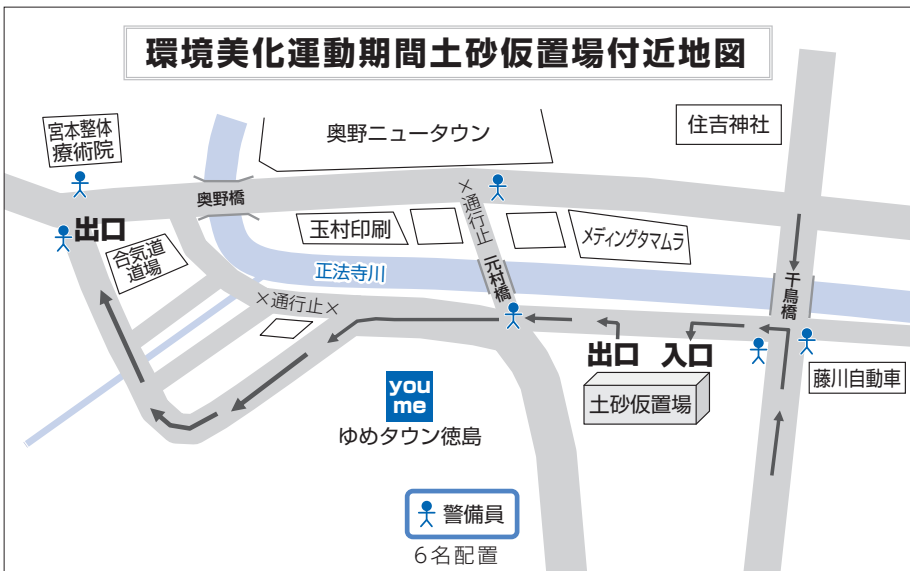 環境美化運動期間土砂仮置場付近地図
宮本整体
療術院
奥野ニュータウン
住吉神社
奥野橋
×通行止
出口
玉村印刷
メディングタマムラ
合気道
道場
正法寺川
元村橋
千鳥橋
×通行止×
出口
入口
藤川自動車
土砂仮置場
you
me
ゆめタウン徳島
警備員
6名配置